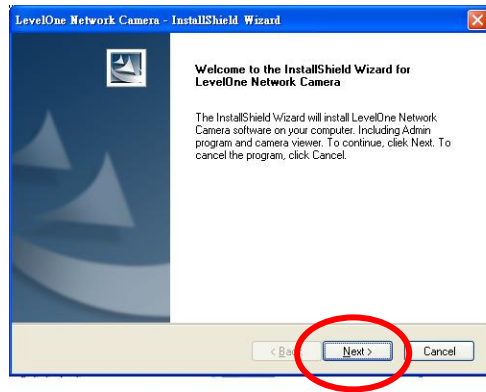 LevelOne Network Camera - InstallShield Wizard
Welcome to the InstallShield Wizard for
LevelOne Network Camera
The InstallShield Wizard will install LevelOne Network
Camera software on your computer. Including Admin
program and camera viewer. To continue, cliek Next. To
cancel the program, click Cancel.
< Back
Next >
Cancel